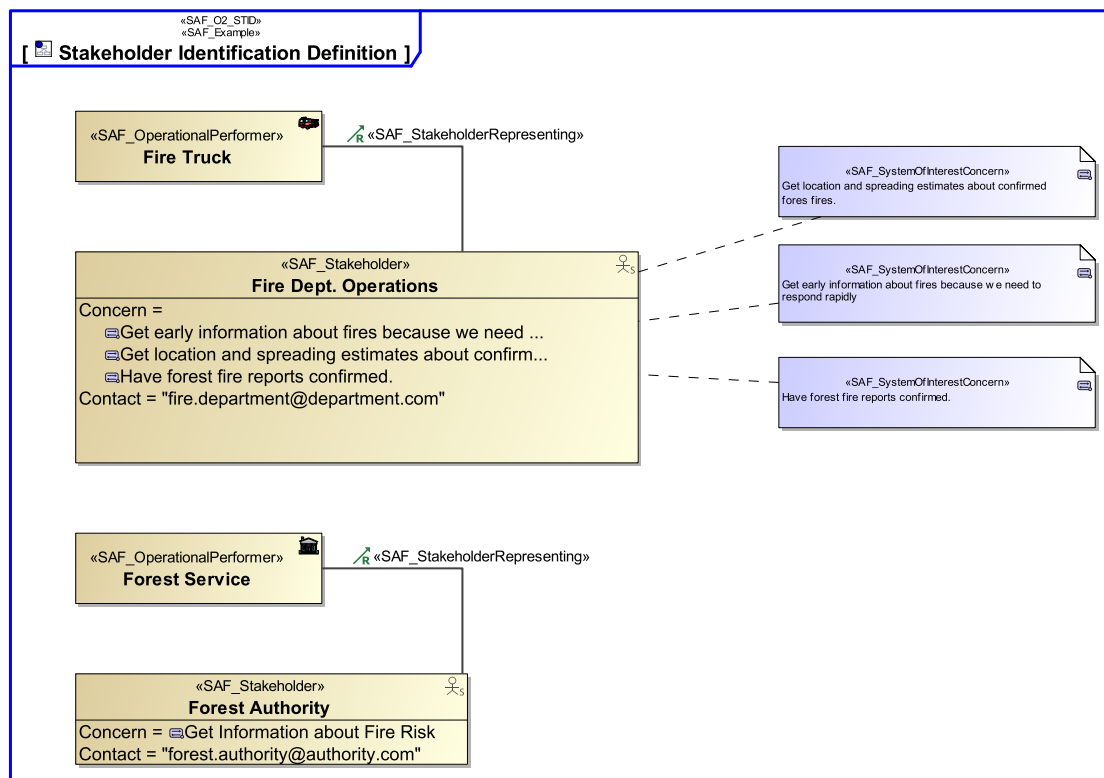 «SAF_O2_STID»
«SAF_Example»
[ Stakeholder Identification Definition ]
«SAF_OperationalPerformer»
Fire Truck
«SAF_StakeholderRepresenting»
«SAF_Stakeholder»
Fire Dept. Operations
Concern =
Get early information about fires because we need ...
Get location and spreading estimates about confirm...
Have forest fire reports confirmed.
Contact = "fire.department@department.com"
«SAF_SystemOfInterestConcern»
Get location and spreading estimates about confirmed
fores fires.
«SAF_SystemOfInterestConcern»
Get early information about fires because we need to
respond rapidly
«SAF_SystemOfInterestConcern»
Have forest fire reports confirmed.
«SAF_OperationalPerformer»
Forest Service
«SAF_StakeholderRepresenting»
«SAF_Stakeholder»
Forest Authority
Concern = Get Information about Fire Risk
Contact = "forest.authority@authority.com"